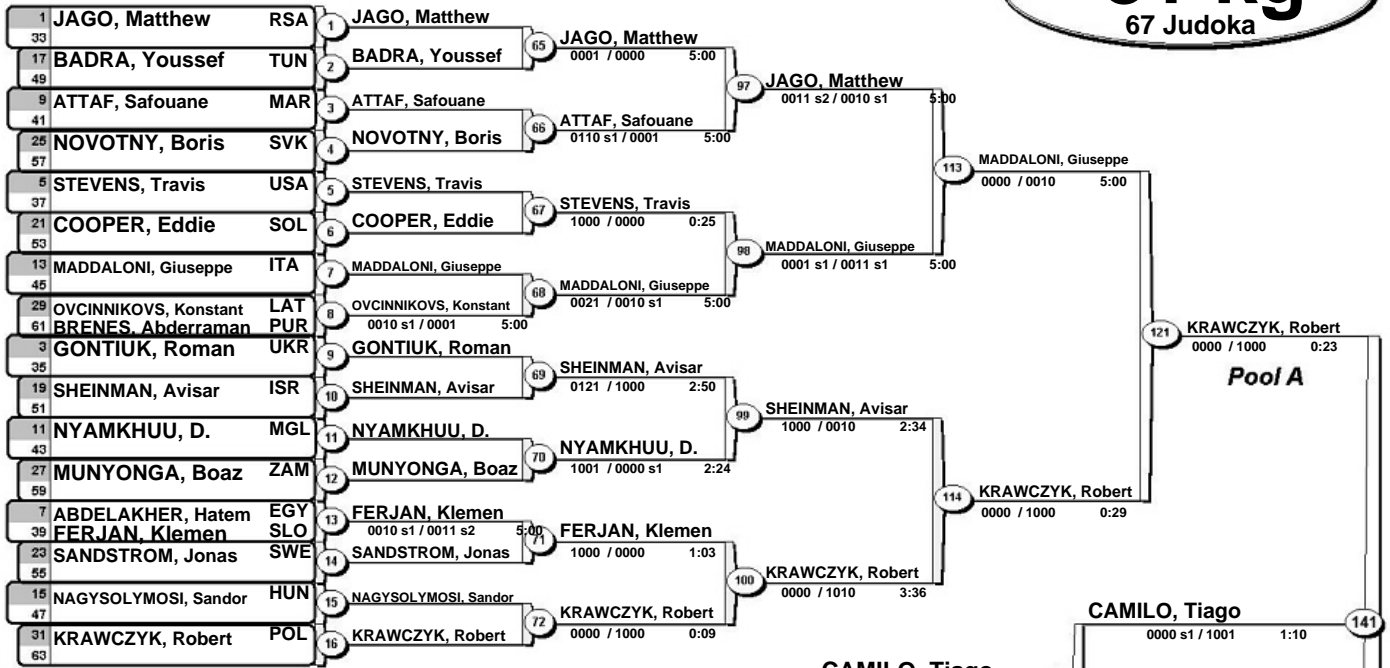 67 Judoka
1 JAGO, Matthew RSA
33
17 BADRA, Youssef TUN
49
9 ATTAF, Safouane MAR
41
25 NOVOTNY, Boris SVK
57
5 STEVENS, Travis USA
37
21 COOPER, Eddie SOL
53
13 MADDALONI, Giuseppe ITA
45
29 OVCINNIKOVS, Konstant LAT
61 BRENES, Abderraman PUR
3 GONTIUK, Roman UKR
35
19 SHEINMAN, Avisar ISR
51
11 NYAMKHUU, D. MGL
43
27 MUNYONGA, Boaz ZAM
59
7 ABDELAKHER, Hatem EGY
39 FERJAN, Klemen SLO
23 SANDSTROM, Jonas SWE
55
15 NAGYSOLYMOSI, Sandor HUN
47
31 KRAWCZYK, Robert POL
63
1 JAGO, Matthew
2 BADRA, Youssef
3 ATTAF, Safouane
4 NOVOTNY, Boris
5 STEVENS, Travis
6 COOPER, Eddie
7 MADDALONI, Giuseppe
8 OVCINNIKOVS, Konstant
0010 s1 / 0001 5:00
9 GONTIUK, Roman
10 SHEINMAN, Avisar
11 NYAMKHUU, D.
12 MUNYONGA, Boaz
13 FERJAN, Klemen
0010 s1 / 0011 s2 5:00
14 SANDSTROM, Jonas
15 NAGYSOLYMOSI, Sandor
16 KRAWCZYK, Robert
65 JAGO, Matthew
0001 / 0000 5:00
66 ATTAF, Safouane
0110 s1 / 0001 5:00
67 STEVENS, Travis
1000 / 0000 0:25
68 MADDALONI, Giuseppe
0021 / 0010 s1 5:00
69 SHEINMAN, Avisar
0121 / 1000 2:50
70 NYAMKHUU, D.
1001 / 0000 s1 2:24
71 FERJAN, Klemen
1000 / 0000 1:03
72 KRAWCZYK, Robert
0000 / 1000 0:09
97 JAGO, Matthew
0011 s2 / 0010 s1 5:00
98 MADDALONI, Giuseppe
0001 s1 / 0011 s1 5:00
99 SHEINMAN, Avisar
1000 / 0010 2:34
100 KRAWCZYK, Robert
0000 / 1010 3:36
113 MADDALONI, Giuseppe
0000 / 0010 5:00
114 KRAWCZYK, Robert
0000 / 1000 0:29
121 KRAWCZYK, Robert
0000 / 1000 0:23
Pool A
CAMILO, Tiago
0000 s1 / 1001 1:10
141
CAMILO, Tiago